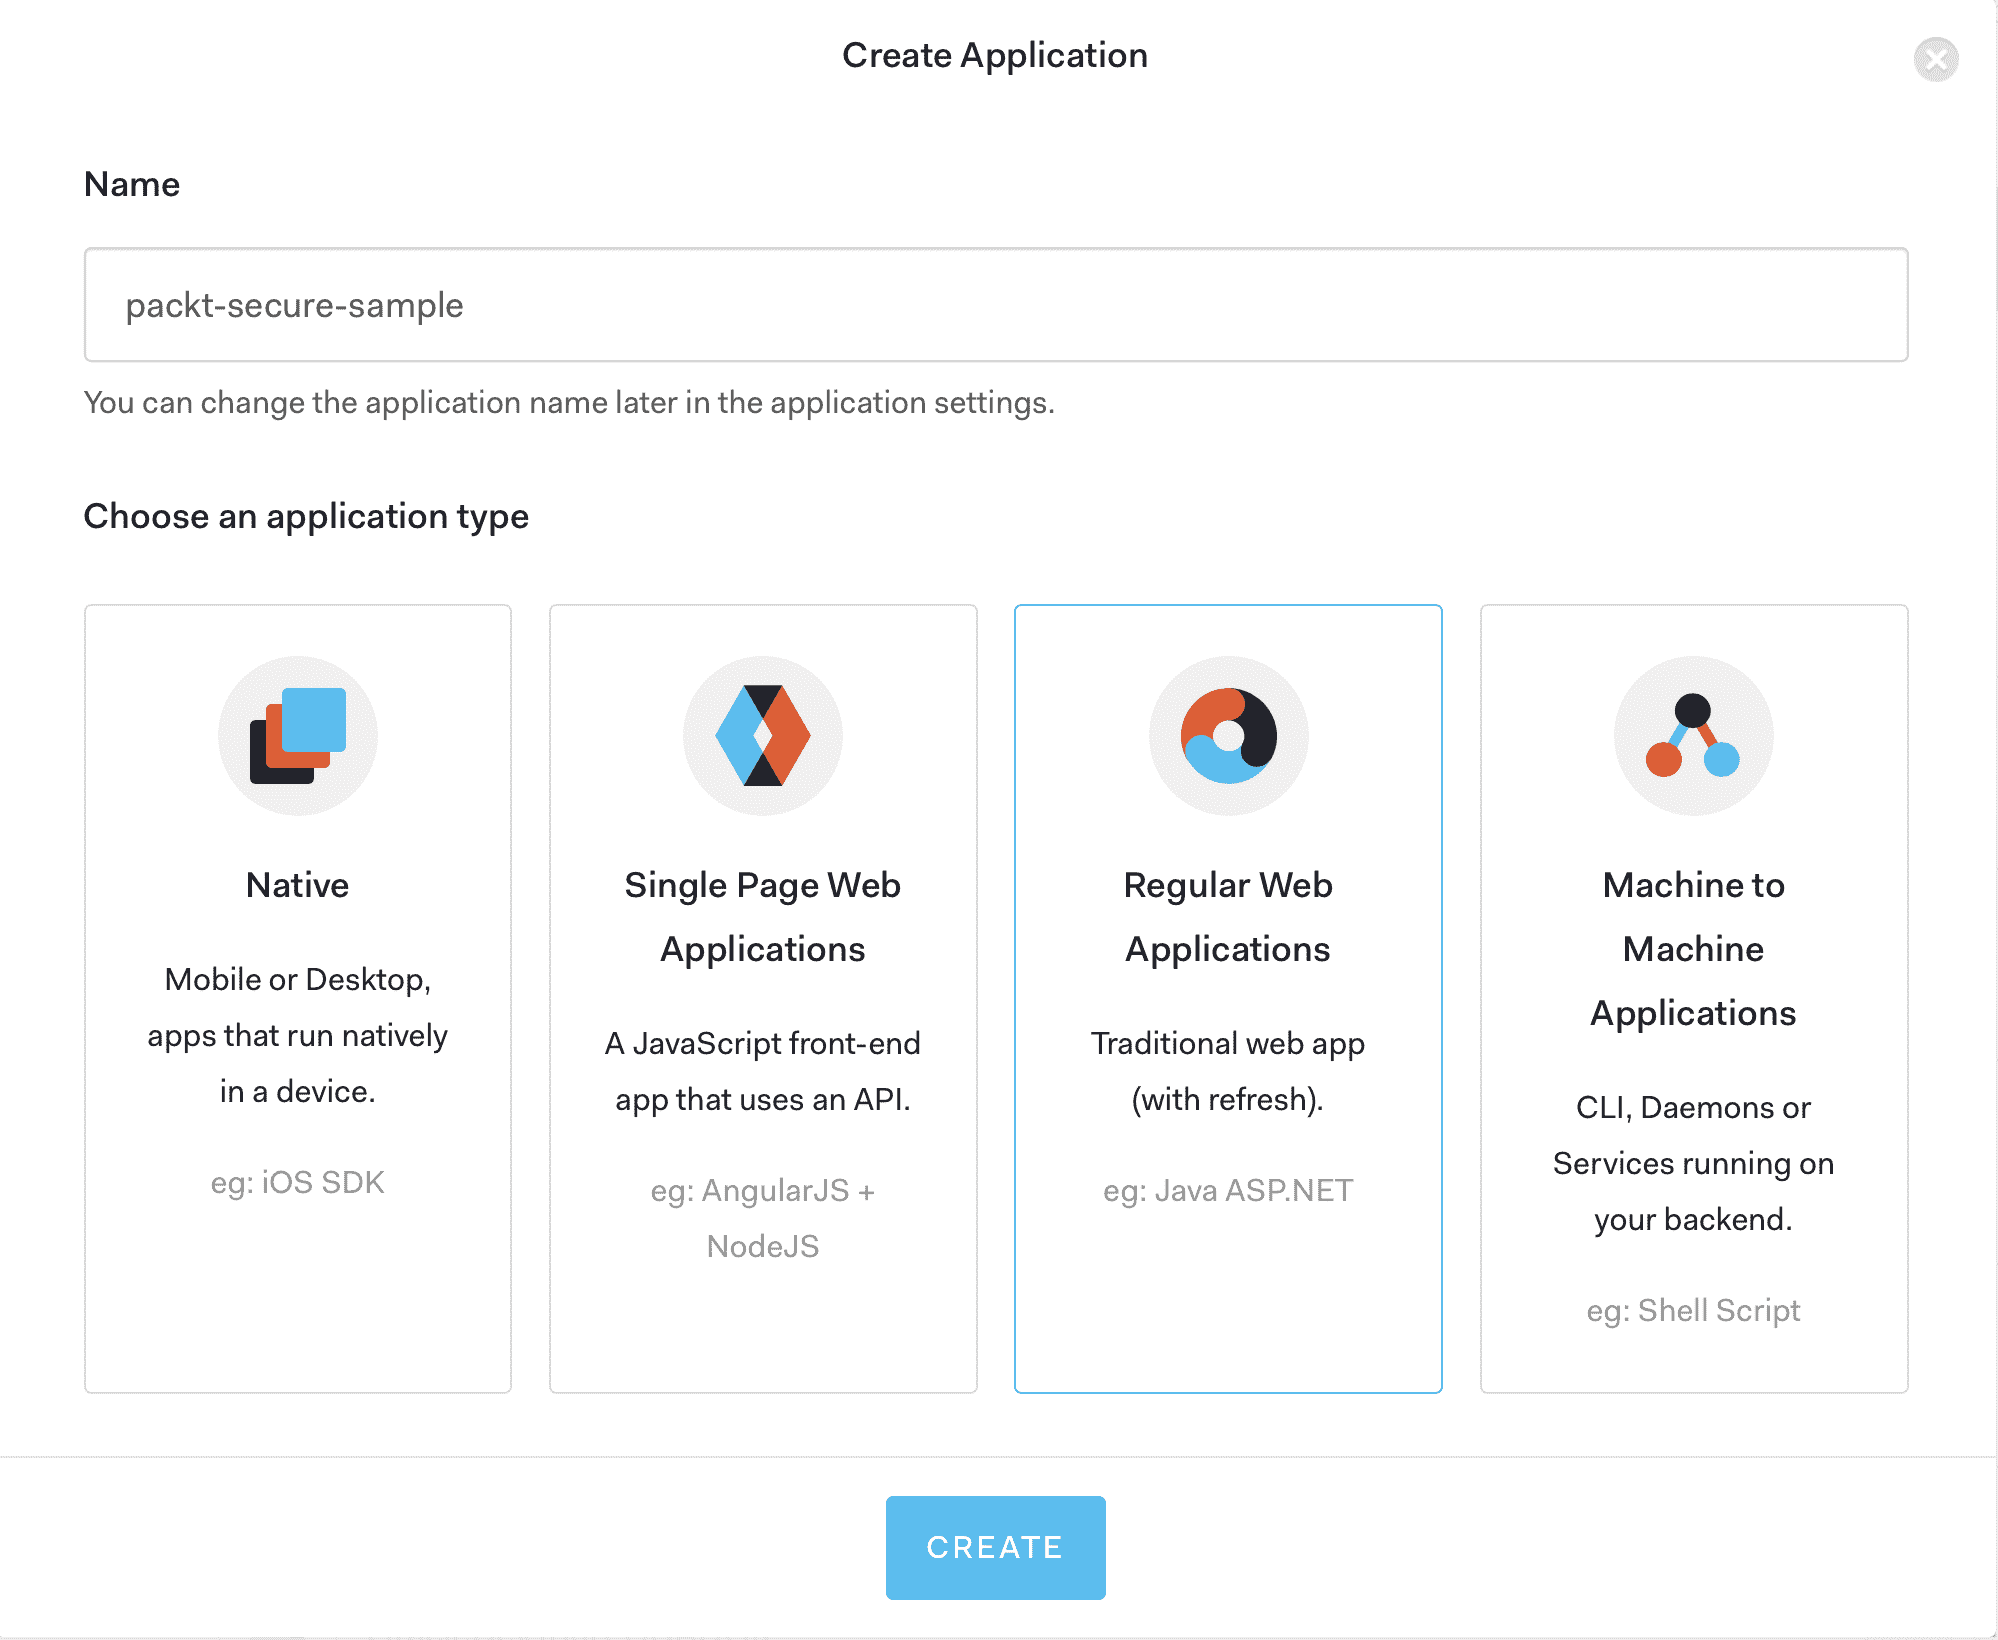 Create Application
Name
packt-secure-sample
You can change the application name later in the application settings.
Choose an application type
Native
Mobile or Desktop,
apps that run natively
in a device.
eg: iOS SDK
Single Page Web
Applications
A JavaScript front-end
app that uses an API.
eg: AngularJS +
NodeJS
Regular Web
Applications
Traditional web app
(with refresh).
eg: Java ASP.NET
Machine to
Machine
Applications
CLI, Daemons or
Services running on
your backend.
eg: Shell Script
CREATE